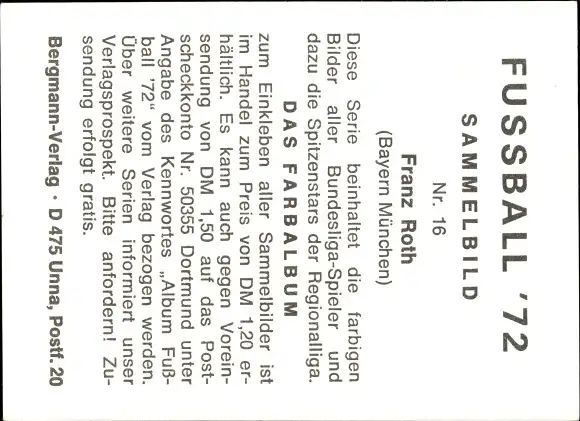 FUSSBALL '72
SAMMELBILD
Nr. 16
Franz Roth
(Bayern München)
Diese Serie beinhaltet die farbigen
Bilder aller Bundesliga-Spieler und
dazu die Spitzenstars der Regionalliga.
DAS FARBALBUM
zum Einkleben aller Sammelbilder ist
im Handel zum Preis von DM 1,20 er-
hältlich. Es kann auch gegen Vorein-
sendung von DM 1,50 auf das Post-
scheckkonto Nr. 50355 Dortmund unter
Angabe des Kennwortes „Album Fuß-
ball '72" vom Verlag bezogen werden.
Über weitere Serien informiert unser
Verlagsprospekt. Bitte anfordern! Zu-
sendung erfolgt gratis.
Bergmann-Verlag · D 475 Unna, Postf. 20